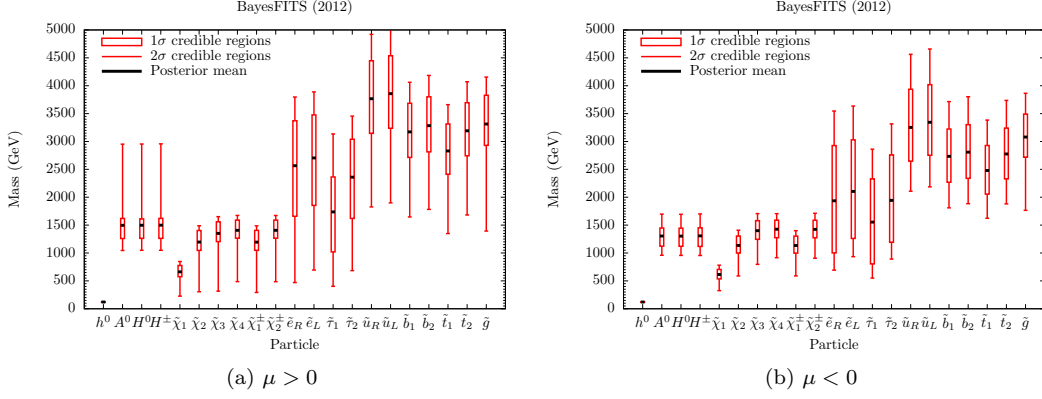 BayesFITS (2012)
5000
4500
4000
3500
3000
2500
2000
1500
1000
500
0
Mass (GeV)
1σ credible regions
2σ credible regions
Posterior mean
h⁰ A⁰ H⁰ H± χ̃₁ χ̃₂ χ̃₃ χ̃₄ χ̃₁± χ̃₂± ẽ_R ẽ_L τ̃₁ τ̃₂ ũ_R ũ_L b̃₁ b̃₂ t̃₁ t̃₂ g̃
Particle
(a) μ > 0
BayesFITS (2012)
5000
4500
4000
3500
3000
2500
2000
1500
1000
500
0
Mass (GeV)
1σ credible regions
2σ credible regions
Posterior mean
h⁰ A⁰ H⁰ H± χ̃₁ χ̃₂ χ̃₃ χ̃₄ χ̃₁± χ̃₂± ẽ_R ẽ_L τ̃₁ τ̃₂ ũ_R ũ_L b̃₁ b̃₂ t̃₁ t̃₂ g̃
Particle
(b) μ < 0